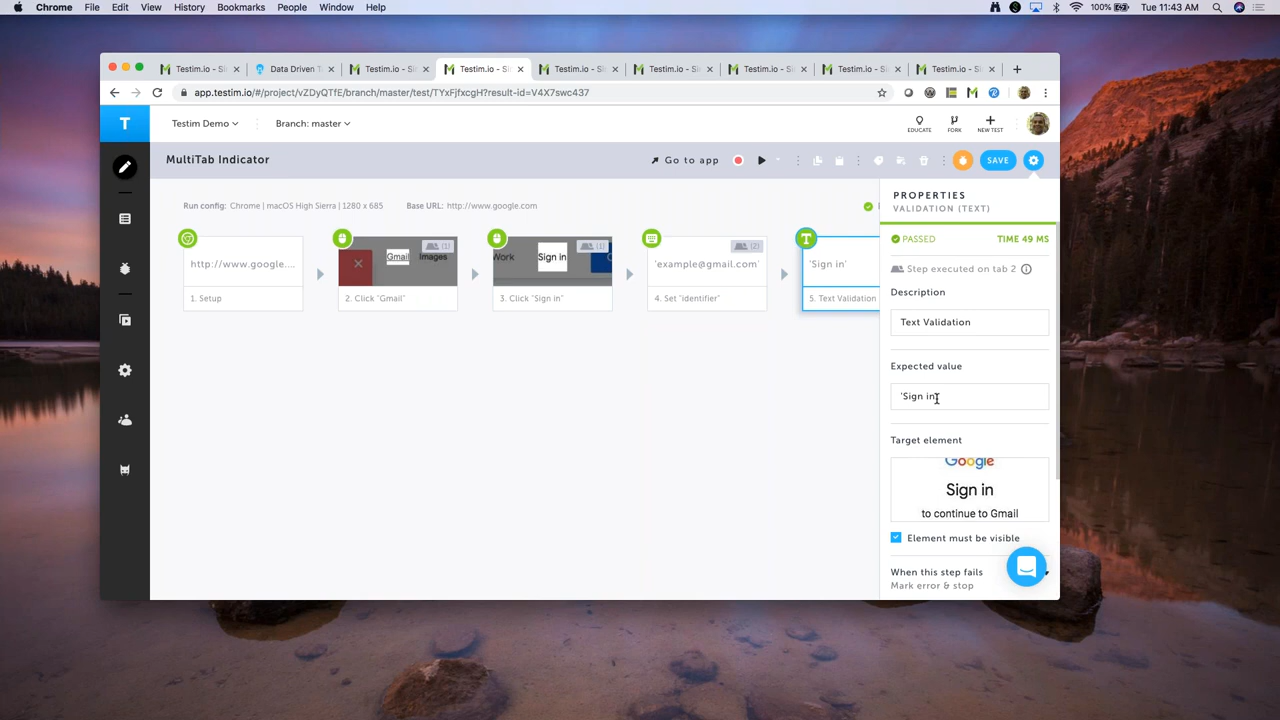 Chrome File Edit View History Bookmarks People Window Help 100% Tue 11:43 AM
Testim.io - Si Data Driven T Testim.io - Si Testim.io - Si Testim.io - Si Testim.io - Si Testim.io - Si Testim.io - Si Testim.io - Si
app.testim.io/#/project/vZDyQTfE/branch/master/test/TYxFjfxcgH?result-id=V4X7swc437
T Testim Demo Branch: master EDUCATE FORK NEW TEST
MultiTab Indicator Go to app SAVE
PROPERTIES
VALIDATION (TEXT)
Run config: Chrome | macOS High Sierra | 1280 x 685 Base URL: http://www.google.com
PASSED TIME 49 MS
http://www.google.... Gmail Images (1) Work Sign in (1) 'example@gmail.com' (2) T 'Sign in'
1. Setup 2. Click "Gmail" 3. Click "Sign in" 4. Set "identifier" 5. Text Validation
Step executed on tab 2
Description
Text Validation
Expected value
'Sign in'
Target element
Google
Sign in
to continue to Gmail
Element must be visible
When this step fails
Mark error & stop